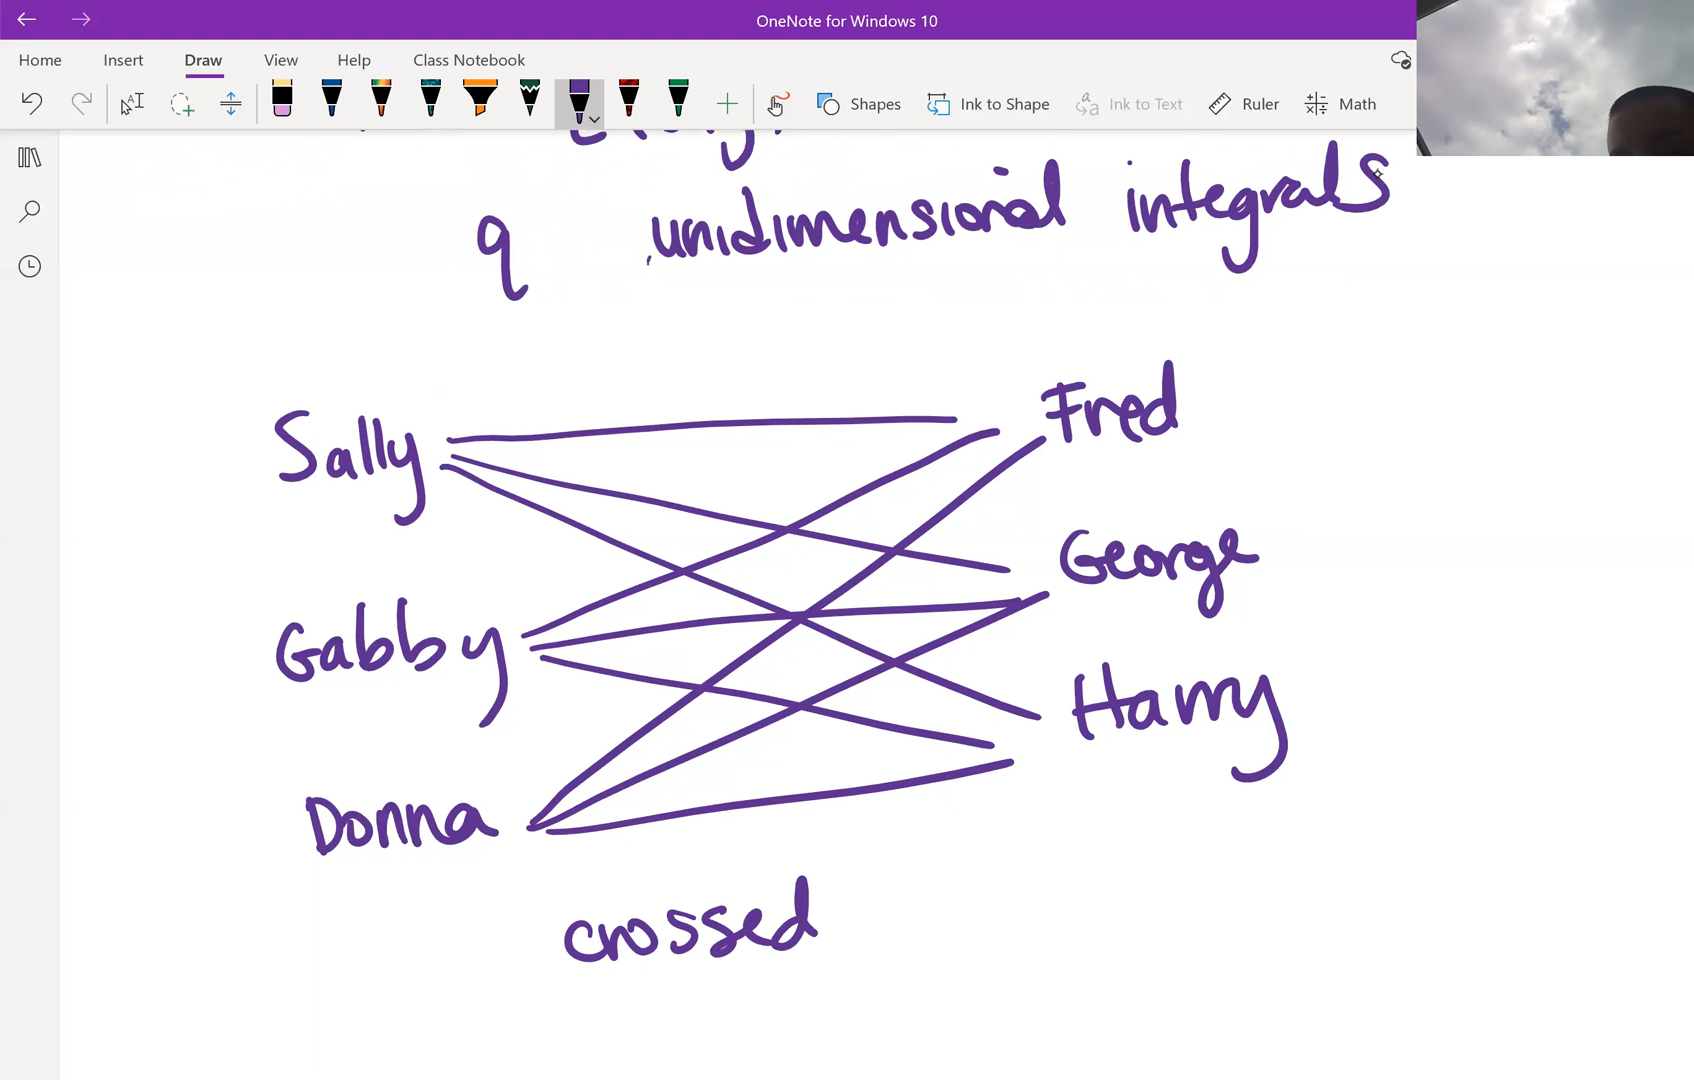 OneNote for Windows 10
Home Insert Draw View Help Class Notebook
Shapes Ink to Shape Ink to Text Ruler Math
q unidimensional integrals
Sally Fred
George
Gabby
Harry
Donna
crossed